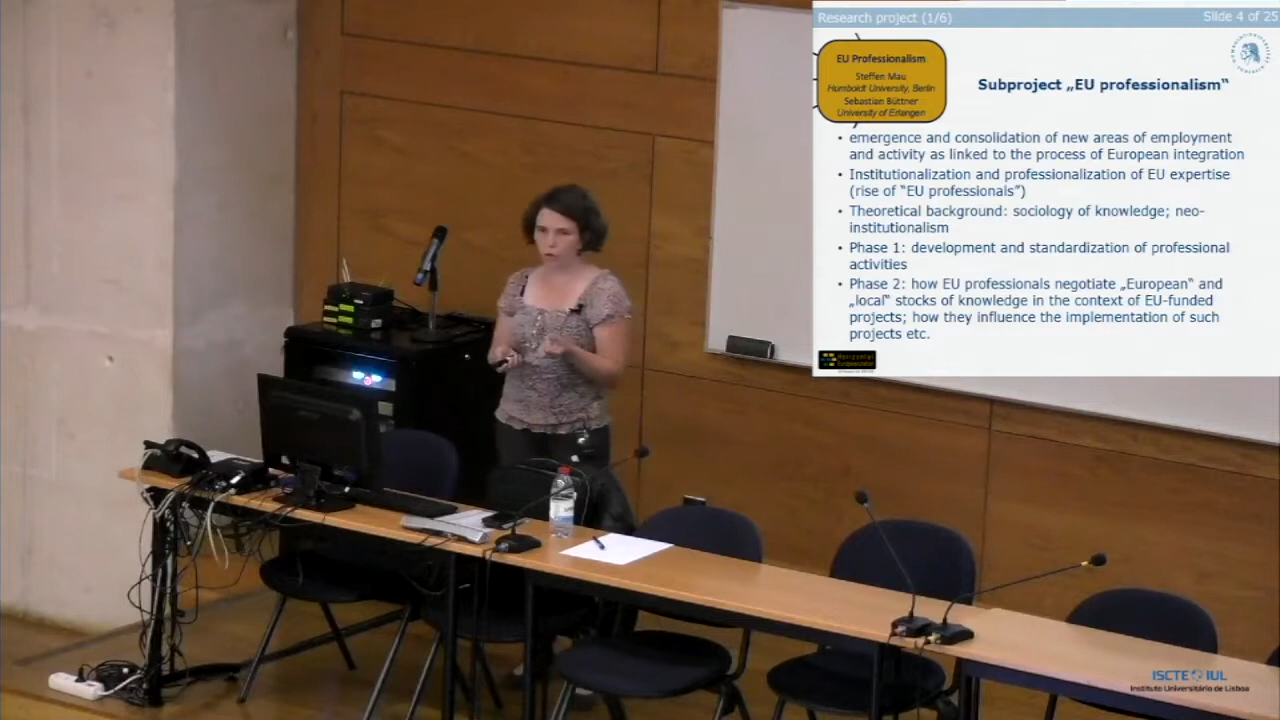 Research project (1/6)
Slide 4 of 25
EU Professionalism
Steffen Mau
Humboldt University, Berlin
Sebastian Büttner
University of Erlangen
Subproject „EU professionalism“
• emergence and consolidation of new areas of employment
and activity as linked to the process of European integration
• Institutionalization and professionalization of EU expertise
(rise of “EU professionals”)
• Theoretical background: sociology of knowledge; neo-
institutionalism
• Phase 1: development and standardization of professional
activities
• Phase 2: how EU professionals negotiate „European“ and
„local“ stocks of knowledge in the context of EU-funded
projects; how they influence the implementation of such
projects etc.
Horizontal
Europeanization
ISCTE IUL
Instituto Universitário de Lisboa